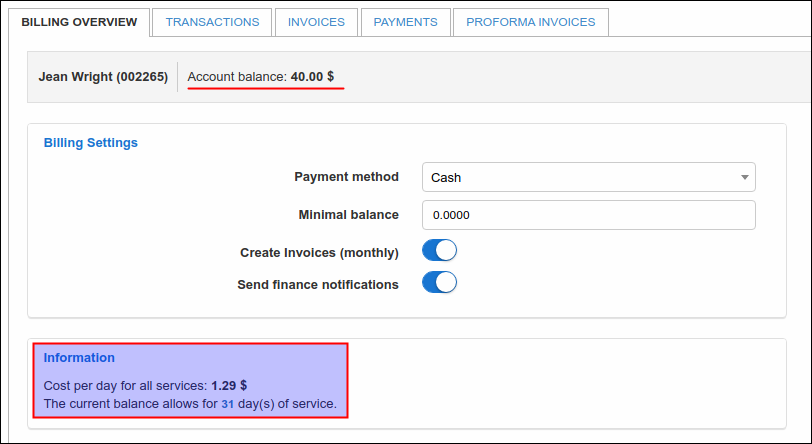 BILLING OVERVIEW TRANSACTIONS INVOICES PAYMENTS PROFORMA INVOICES
Jean Wright (002265) Account balance: 40.00 $
Billing Settings
Payment method Cash
Minimal balance 0.0000
Create Invoices (monthly)
Send finance notifications
Information
Cost per day for all services: 1.29 $
The current balance allows for 31 day(s) of service.